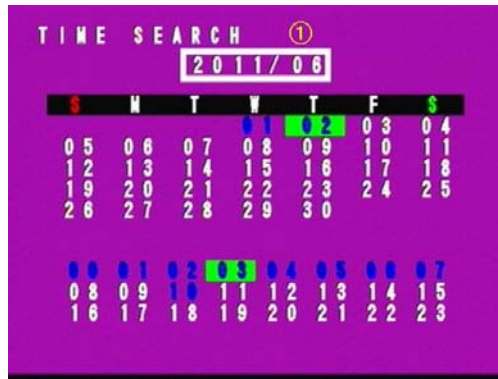 TIME SEARCH ①
2011/06
S M T W T F S
01 02 03 04
05 06 07 08 09 10 11
12 13 14 15 16 17 18
19 20 21 22 23 24 25
26 27 28 29 30
00 01 02 03 04 05 06 07
08 09 10 11 12 13 14 15
16 17 18 19 20 21 22 23